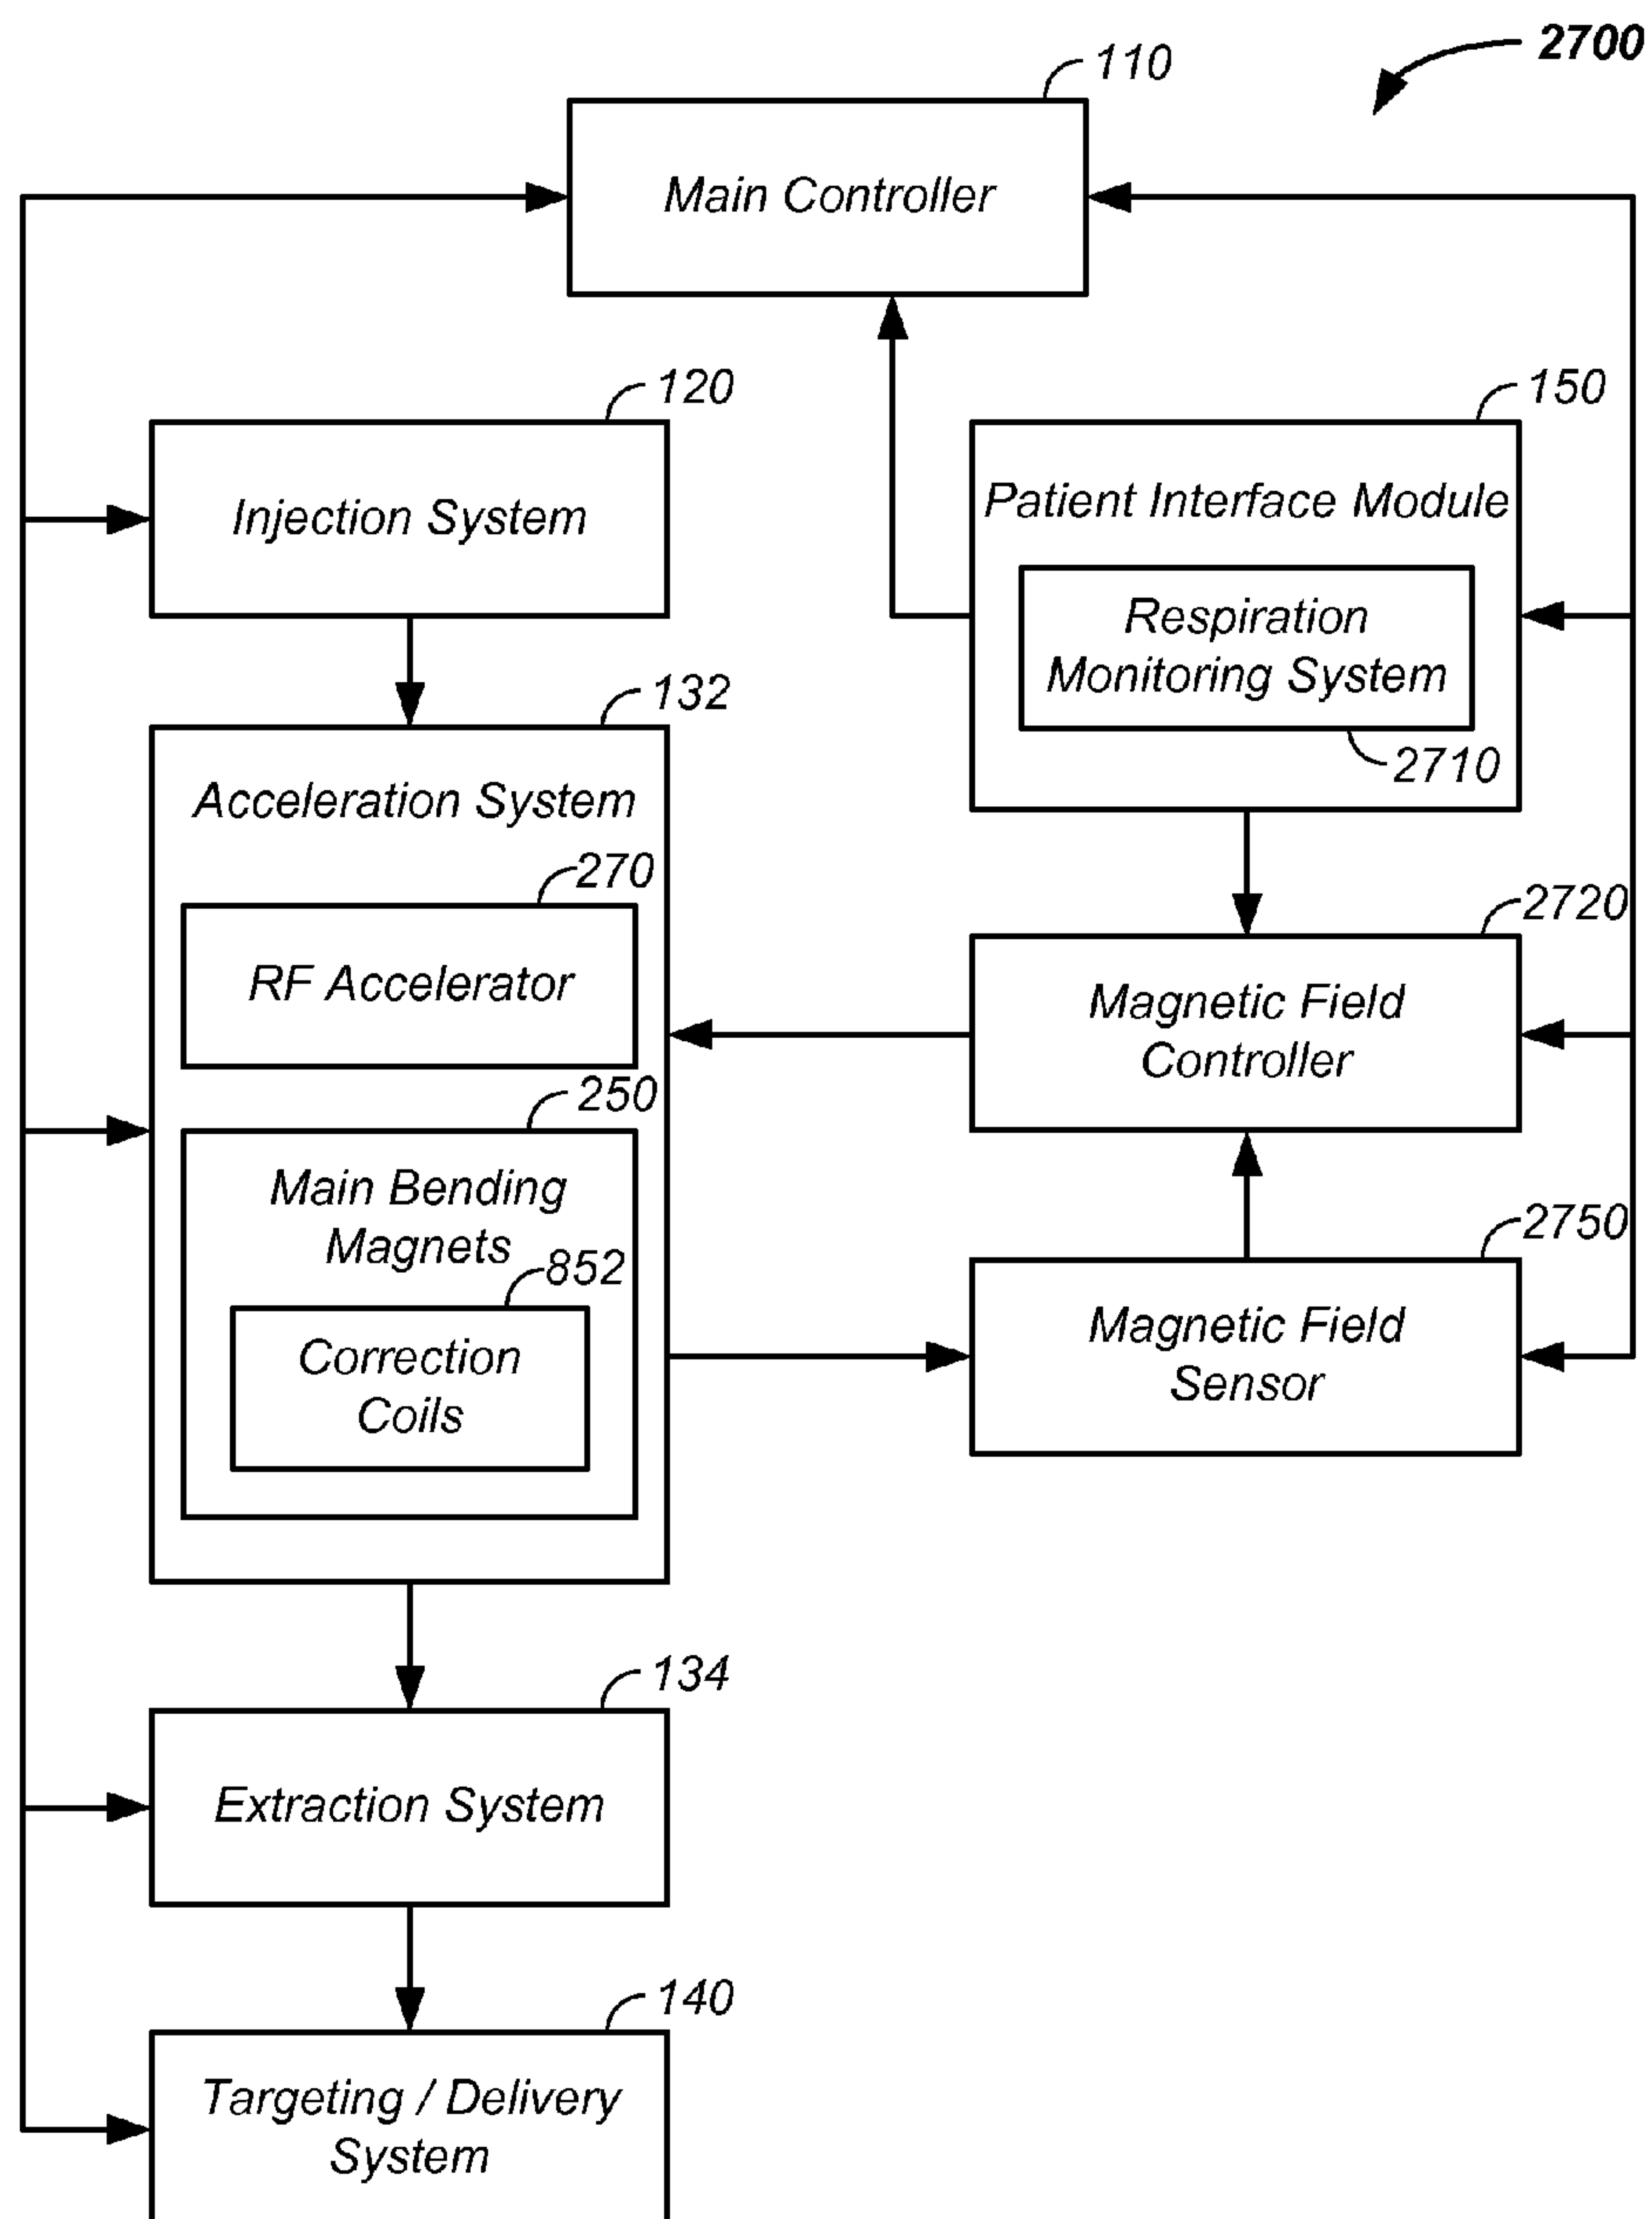 2700
110
Main Controller
120
Injection System
150
Patient Interface Module
Respiration
Monitoring System
2710
132
Acceleration System
270
RF Accelerator
250
Main Bending
Magnets
852
Correction
Coils
2720
Magnetic Field
Controller
2750
Magnetic Field
Sensor
134
Extraction System
140
Targeting / Delivery
System